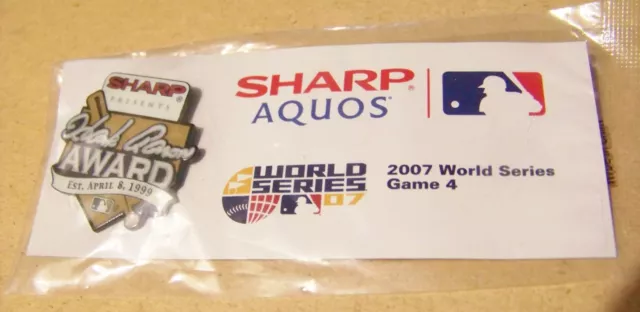 SHARP
PRESENTS
Hank Aaron
AWARD
EST. APRIL 8, 1999
SHARP®
AQUOS
WORLD
SERIES
07
2007 World Series
Game 4